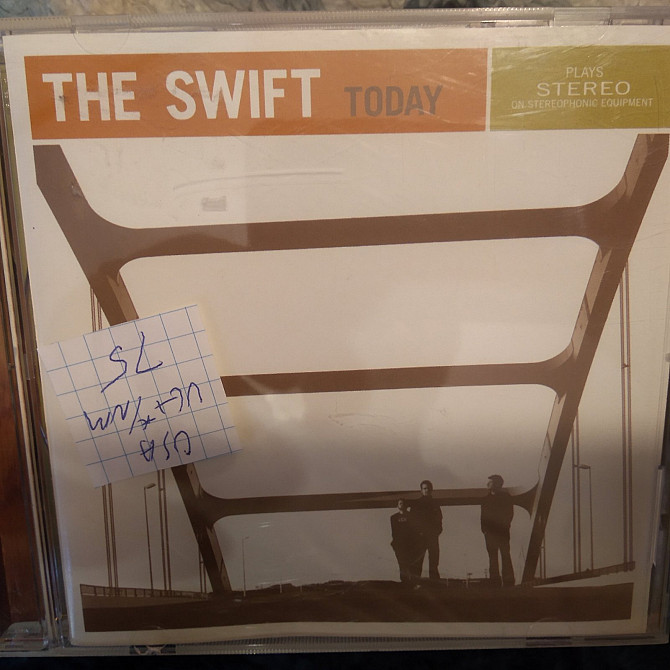 THE SWIFT TODAY
PLAYS
STEREO
ON STEREOPHONIC EQUIPMENT
USA
VG+*/NM
75